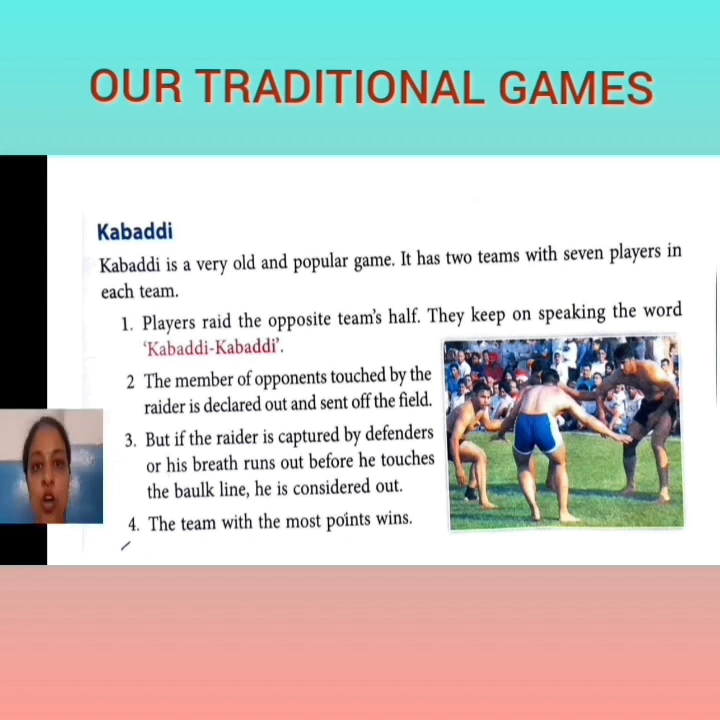 OUR TRADITIONAL GAMES
Kabaddi
Kabaddi is a very old and popular game. It has two teams with seven players in
each team.
1. Players raid the opposite team's half. They keep on speaking the word
'Kabaddi-Kabaddi'.
2 The member of opponents touched by the
raider is declared out and sent off the field.
3. But if the raider is captured by defenders
or his breath runs out before he touches
the baulk line, he is considered out.
4. The team with the most points wins.